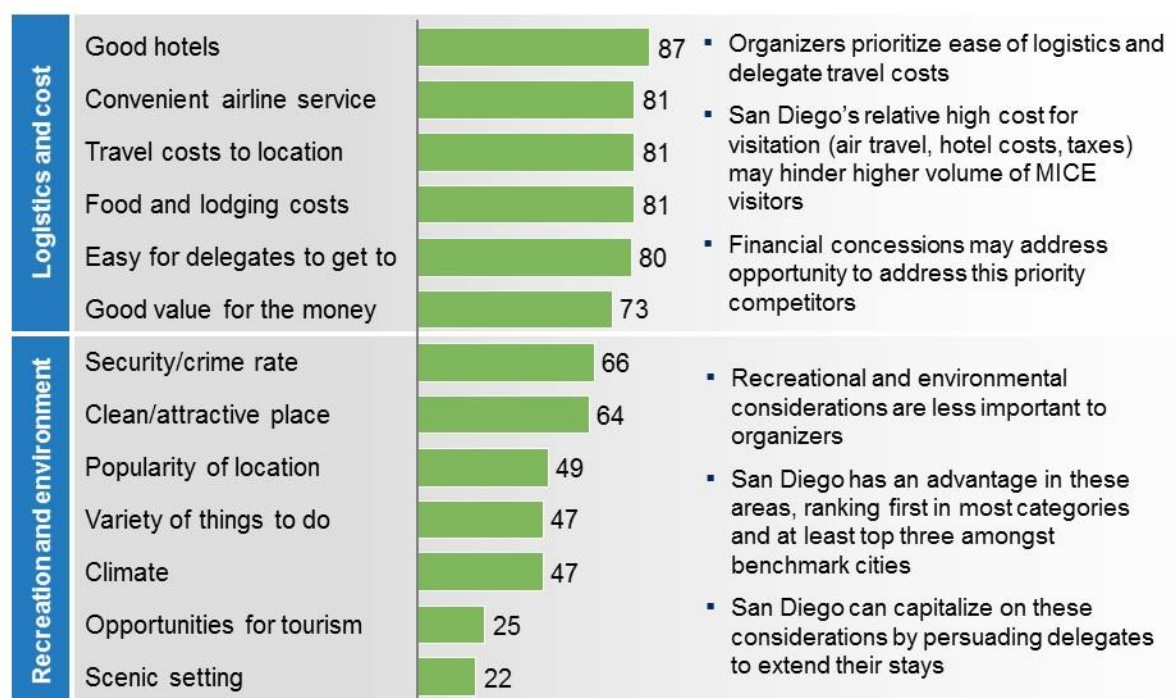 Logistics and cost
Good hotels
87
Convenient airline service
81
Travel costs to location
81
Food and lodging costs
81
Easy for delegates to get to
80
Good value for the money
73
▪ Organizers prioritize ease of logistics and
delegate travel costs
▪ San Diego's relative high cost for
visitation (air travel, hotel costs, taxes)
may hinder higher volume of MICE
visitors
▪ Financial concessions may address
opportunity to address this priority
competitors
Recreation and environment
Security/crime rate
66
Clean/attractive place
64
Popularity of location
49
Variety of things to do
47
Climate
47
Opportunities for tourism
25
Scenic setting
22
▪ Recreational and environmental
considerations are less important to
organizers
▪ San Diego has an advantage in these
areas, ranking first in most categories
and at least top three amongst
benchmark cities
▪ San Diego can capitalize on these
considerations by persuading delegates
to extend their stays